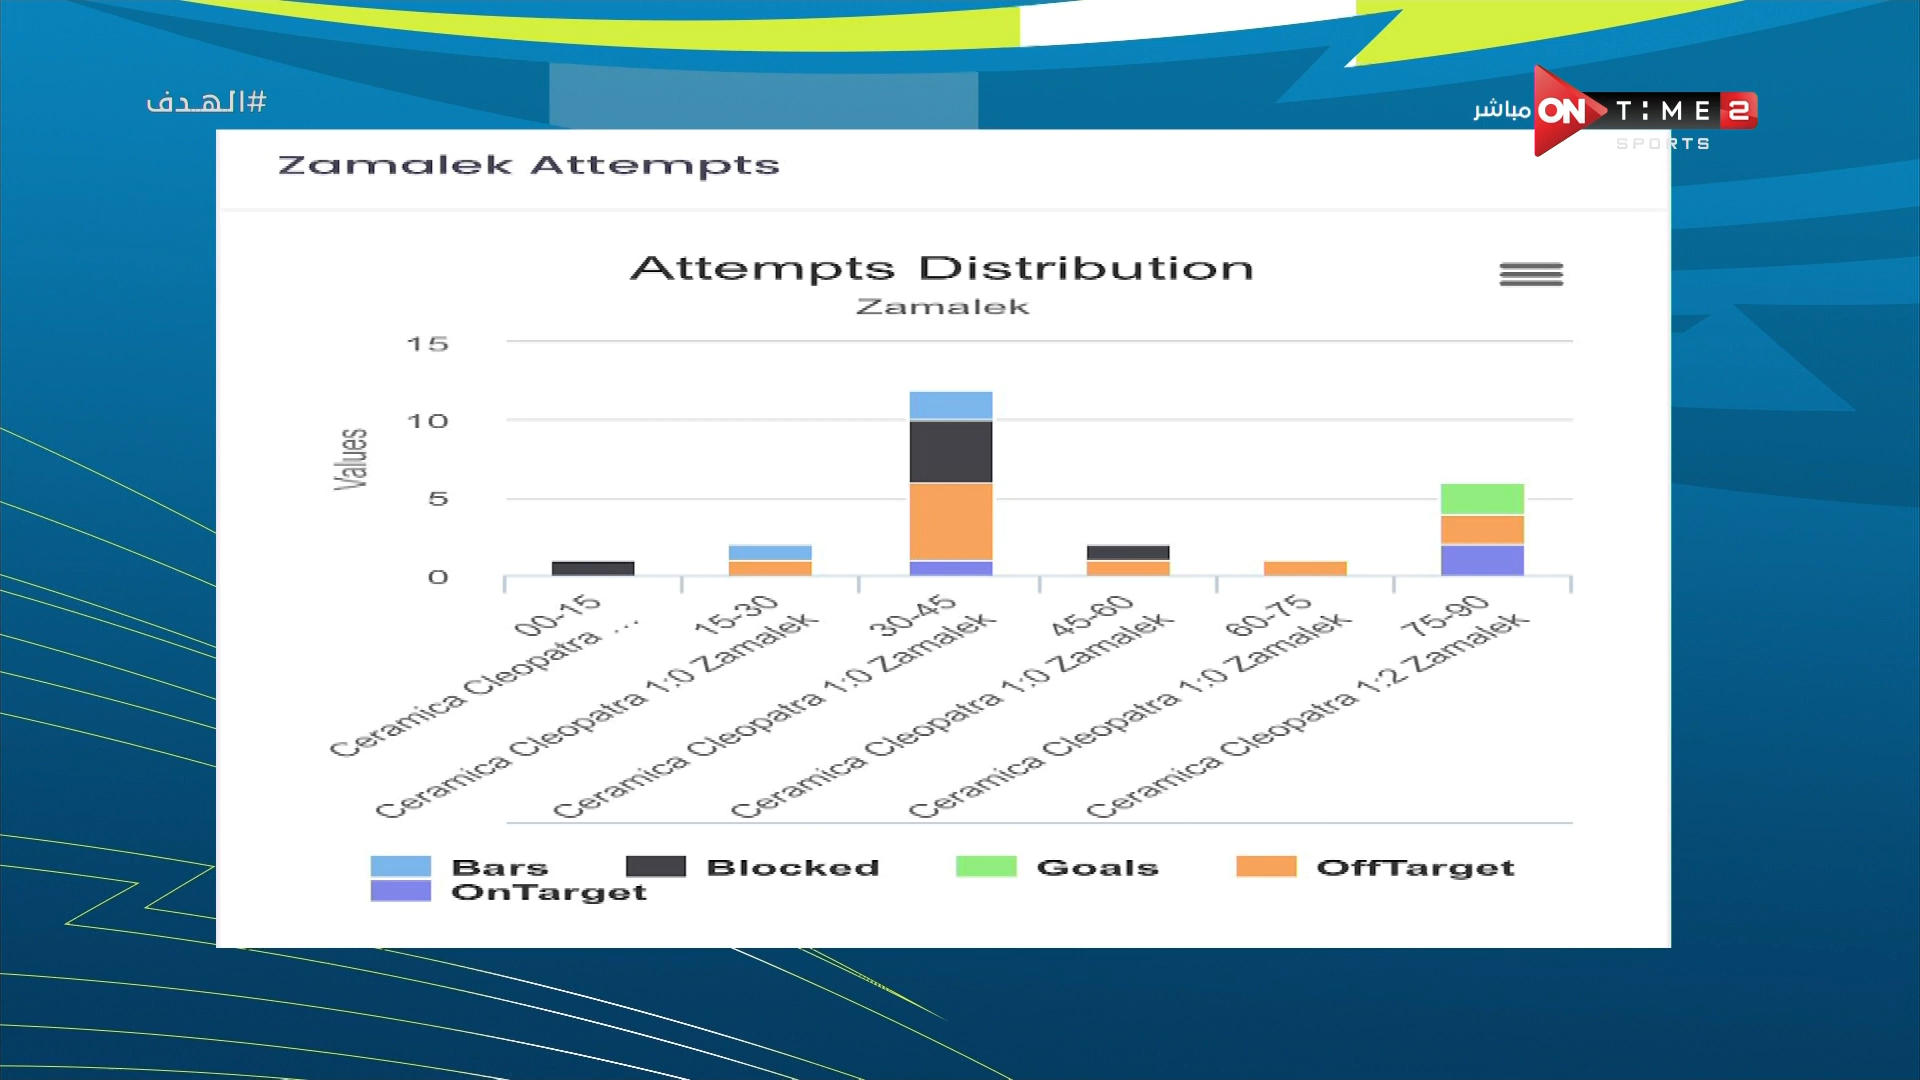 #الهدف
مباشر ON TIME 2
SPORTS
Zamalek Attempts
Attempts Distribution
Zamalek
Values
15
10
5
0
00-15
Ceramica Cleopatra ...
15-30
Ceramica Cleopatra 1:0 Zamalek
30-45
Ceramica Cleopatra 1:0 Zamalek
45-60
Ceramica Cleopatra 1:0 Zamalek
60-75
Ceramica Cleopatra 1:0 Zamalek
75-90
Ceramica Cleopatra 1:2 Zamalek
Bars Blocked Goals OffTarget
OnTarget